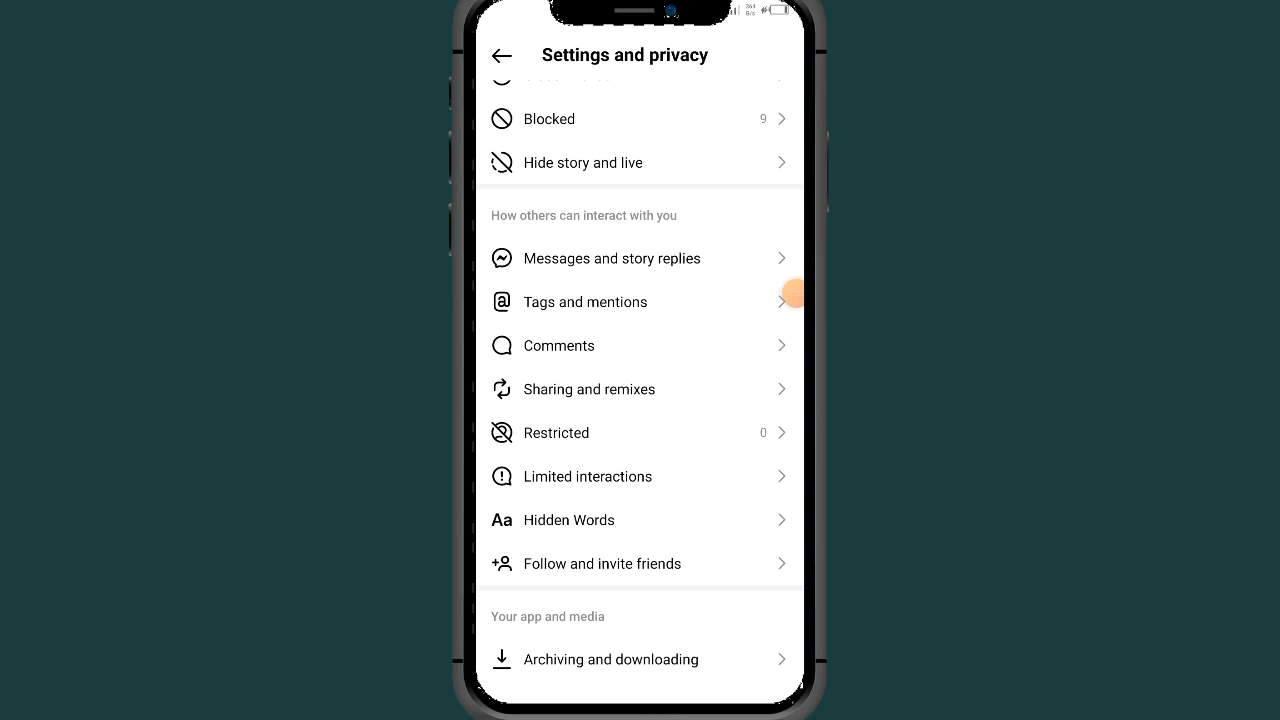 Settings and privacy
Blocked 9
Hide story and live
How others can interact with you
Messages and story replies
Tags and mentions
Comments
Sharing and remixes
Restricted 0
Limited interactions
Aa Hidden Words
Follow and invite friends
Your app and media
Archiving and downloading